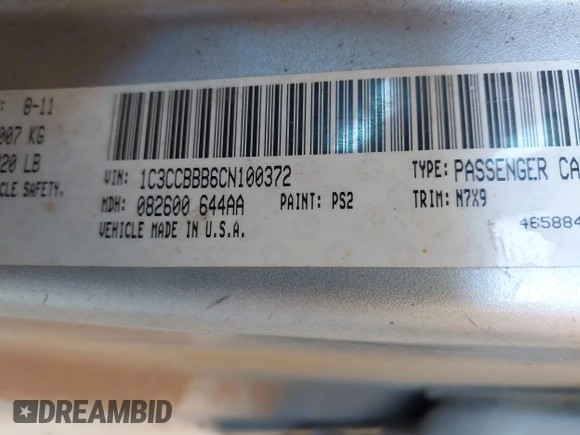 : 8-11
007 KG
20 LB
CLE SAFETY,
VIN: 1C3CCBBB6CN100372
TYPE: PASSENGER CA
MDH: 082600 644AA
PAINT: PS2
TRIM: N7X9
VEHICLE MADE IN U.S.A.
465884
DREAMBID